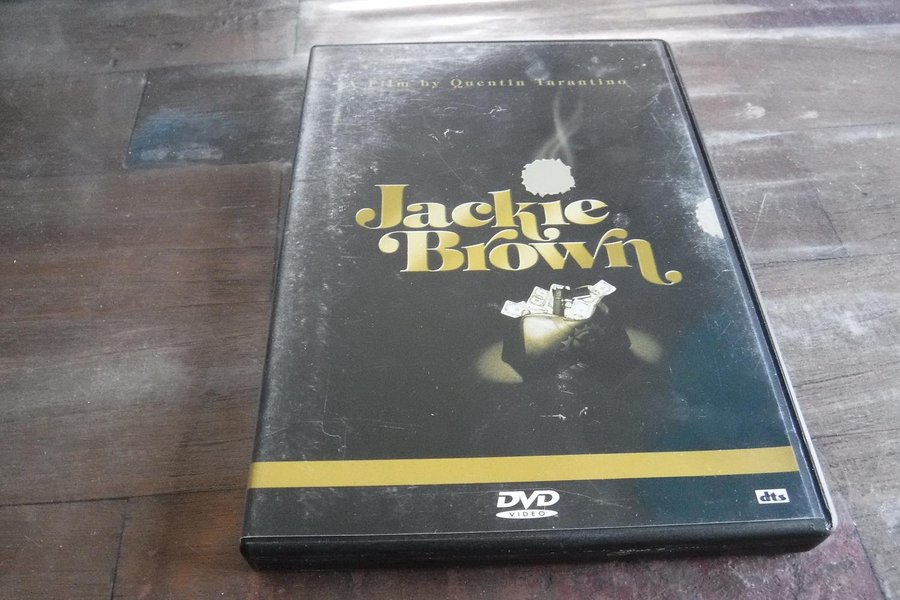 A Film by Quentin Tarantino
Jackie
Brown
DVD
VIDEO
dts